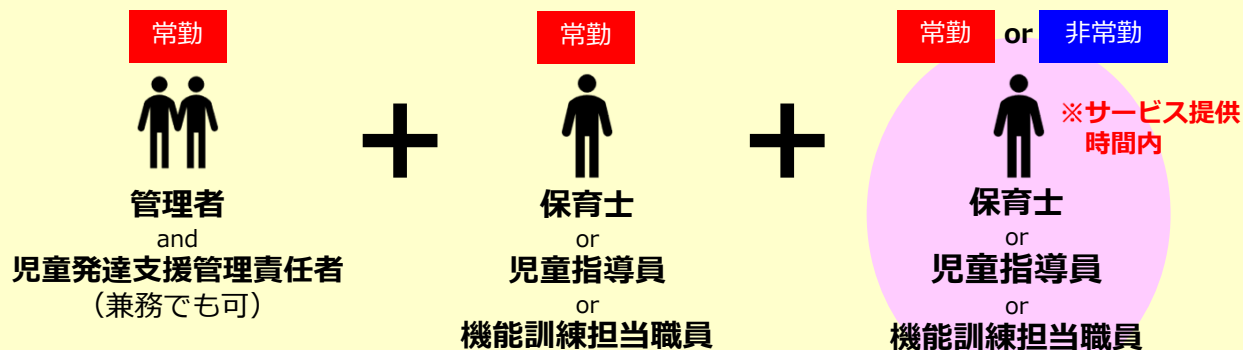 常勤
管理者
and
児童発達支援管理責任者
（兼務でも可）
＋
常勤
保育士
or
児童指導員
or
機能訓練担当職員
＋
常勤 or 非常勤
※サービス提供
時間内
保育士
or
児童指導員
or
機能訓練担当職員